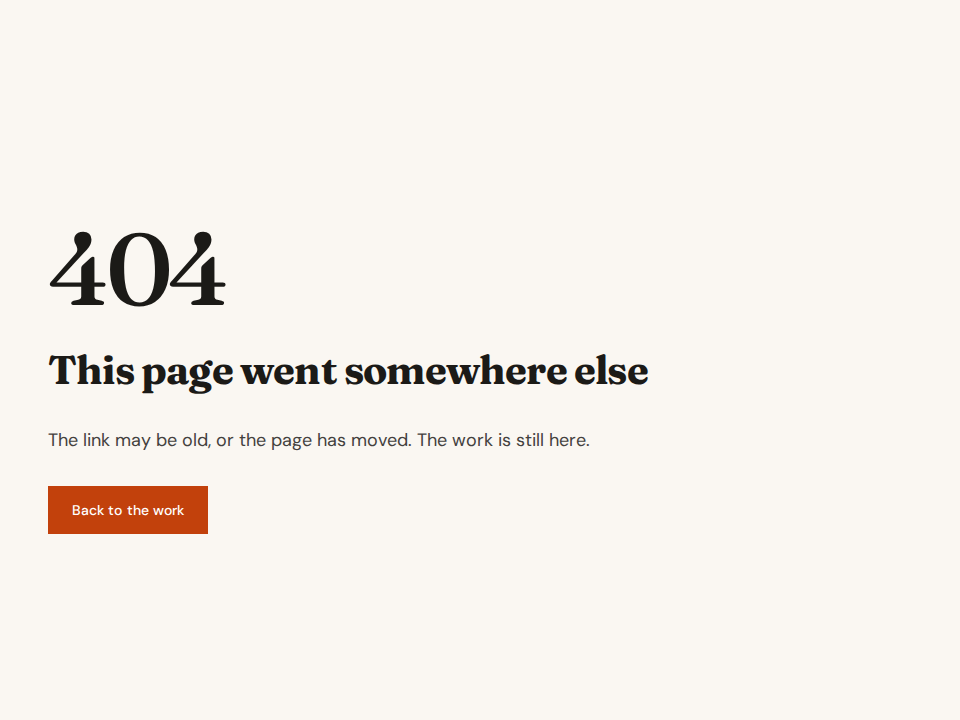 404
This page went somewhere else
The link may be old, or the page has moved. The work is still here.
Back to the work